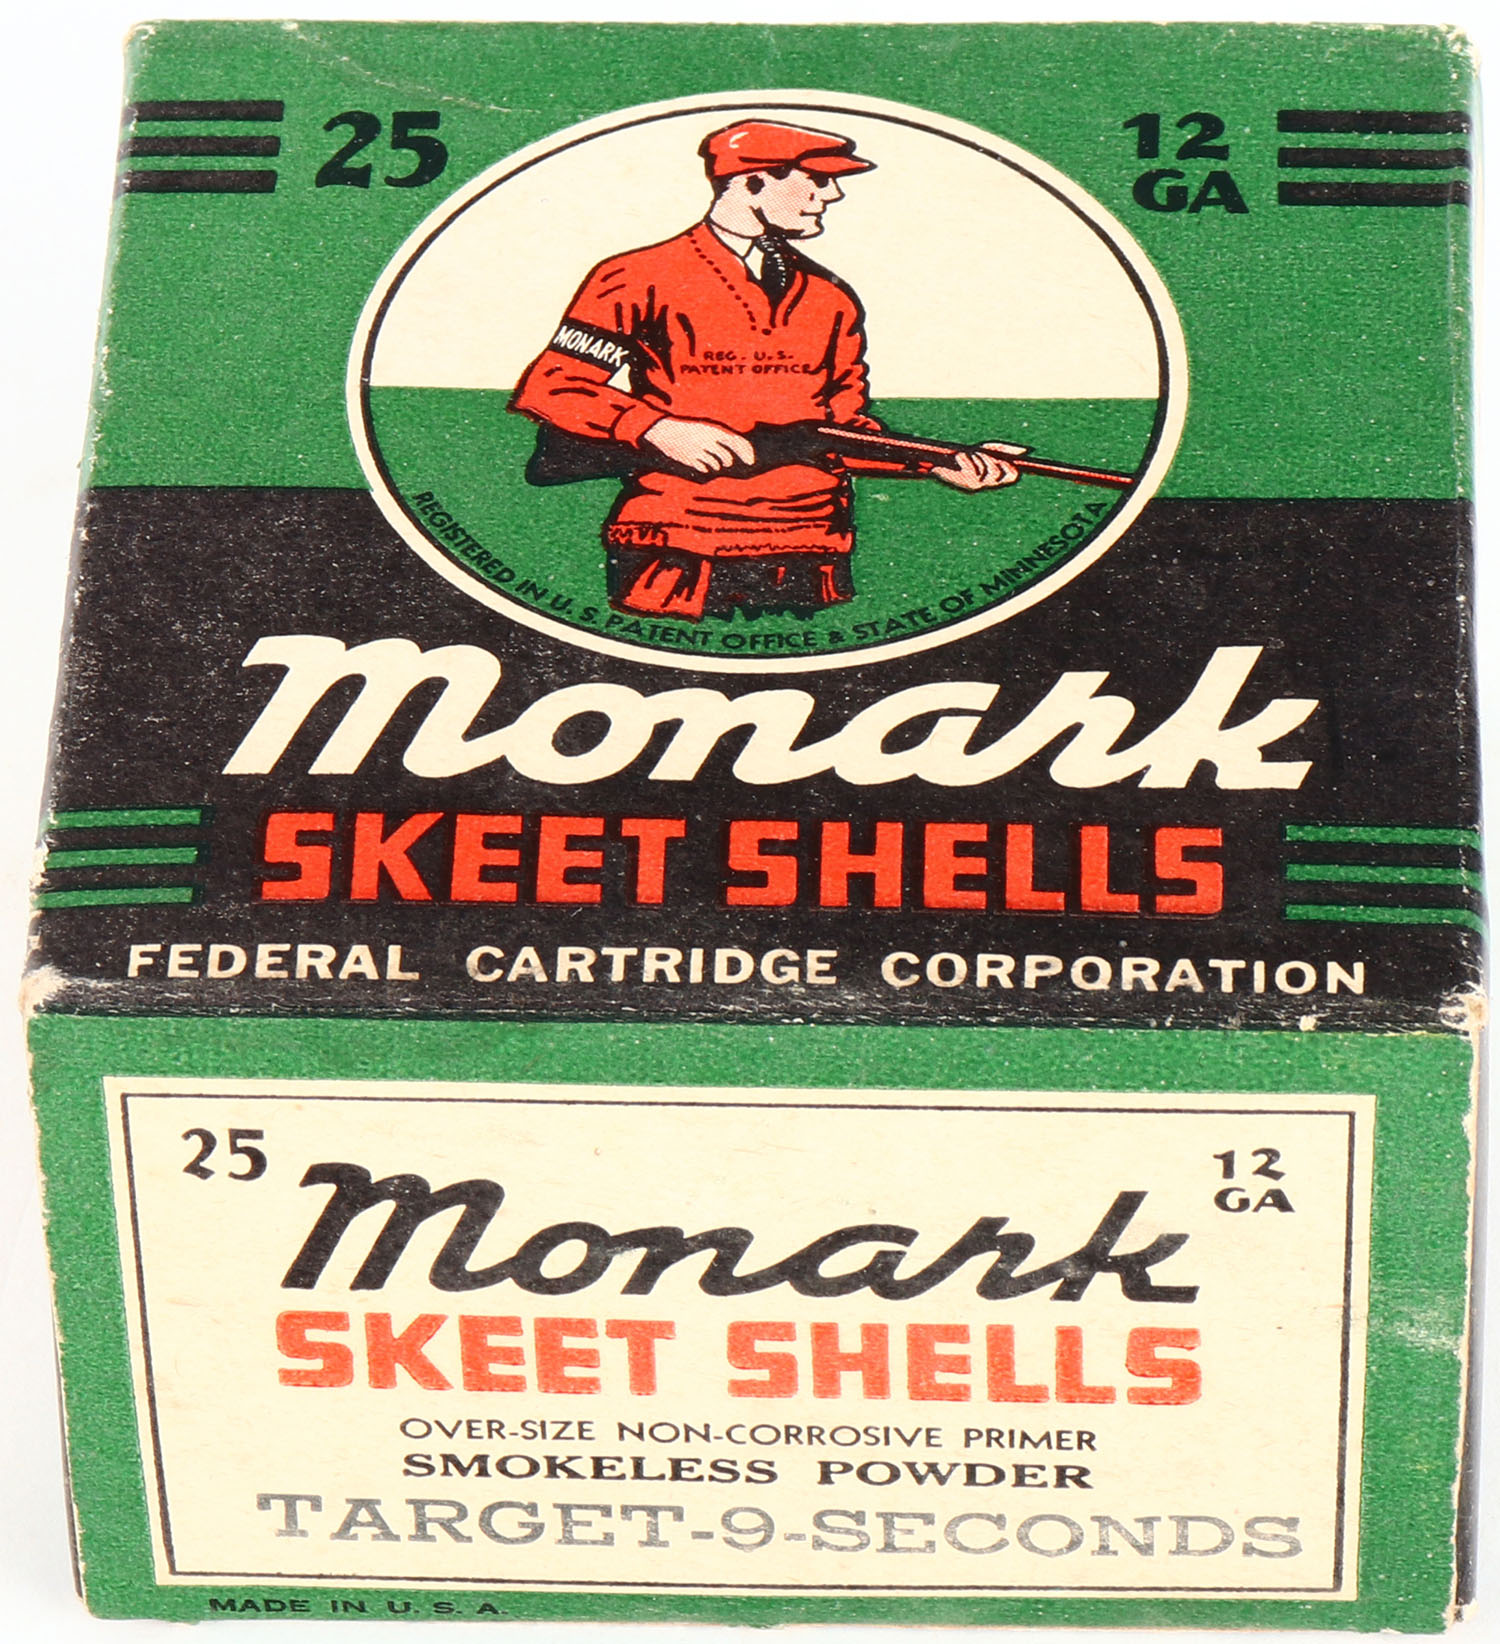 25
12
GA
MONARK
REG. U.S.
PATENT OFFICE
REGISTERED IN U. S. PATENT OFFICE & STATE OF MINNESOTA
Monark
SKEET SHELLS
FEDERAL CARTRIDGE CORPORATION
25
12
GA
Monark
SKEET SHELLS
OVER-SIZE NON-CORROSIVE PRIMER
SMOKELESS POWDER
TARGET-9-SECONDS
MADE IN U. S. A.